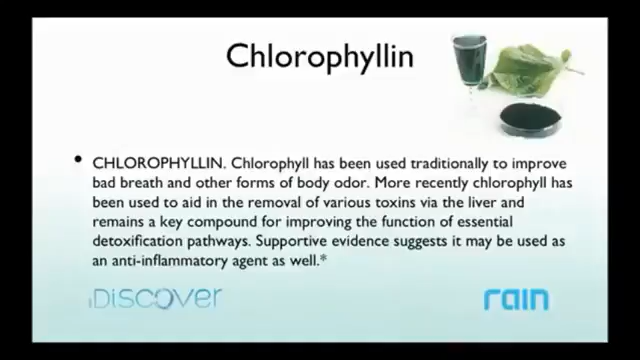 Chlorophyllin
• CHLOROPHYLLIN. Chlorophyll has been used traditionally to improve
bad breath and other forms of body odor. More recently chlorophyll has
been used to aid in the removal of various toxins via the liver and
remains a key compound for improving the function of essential
detoxification pathways. Supportive evidence suggests it may be used as
an anti-inflammatory agent as well.*
iDiscover
rain